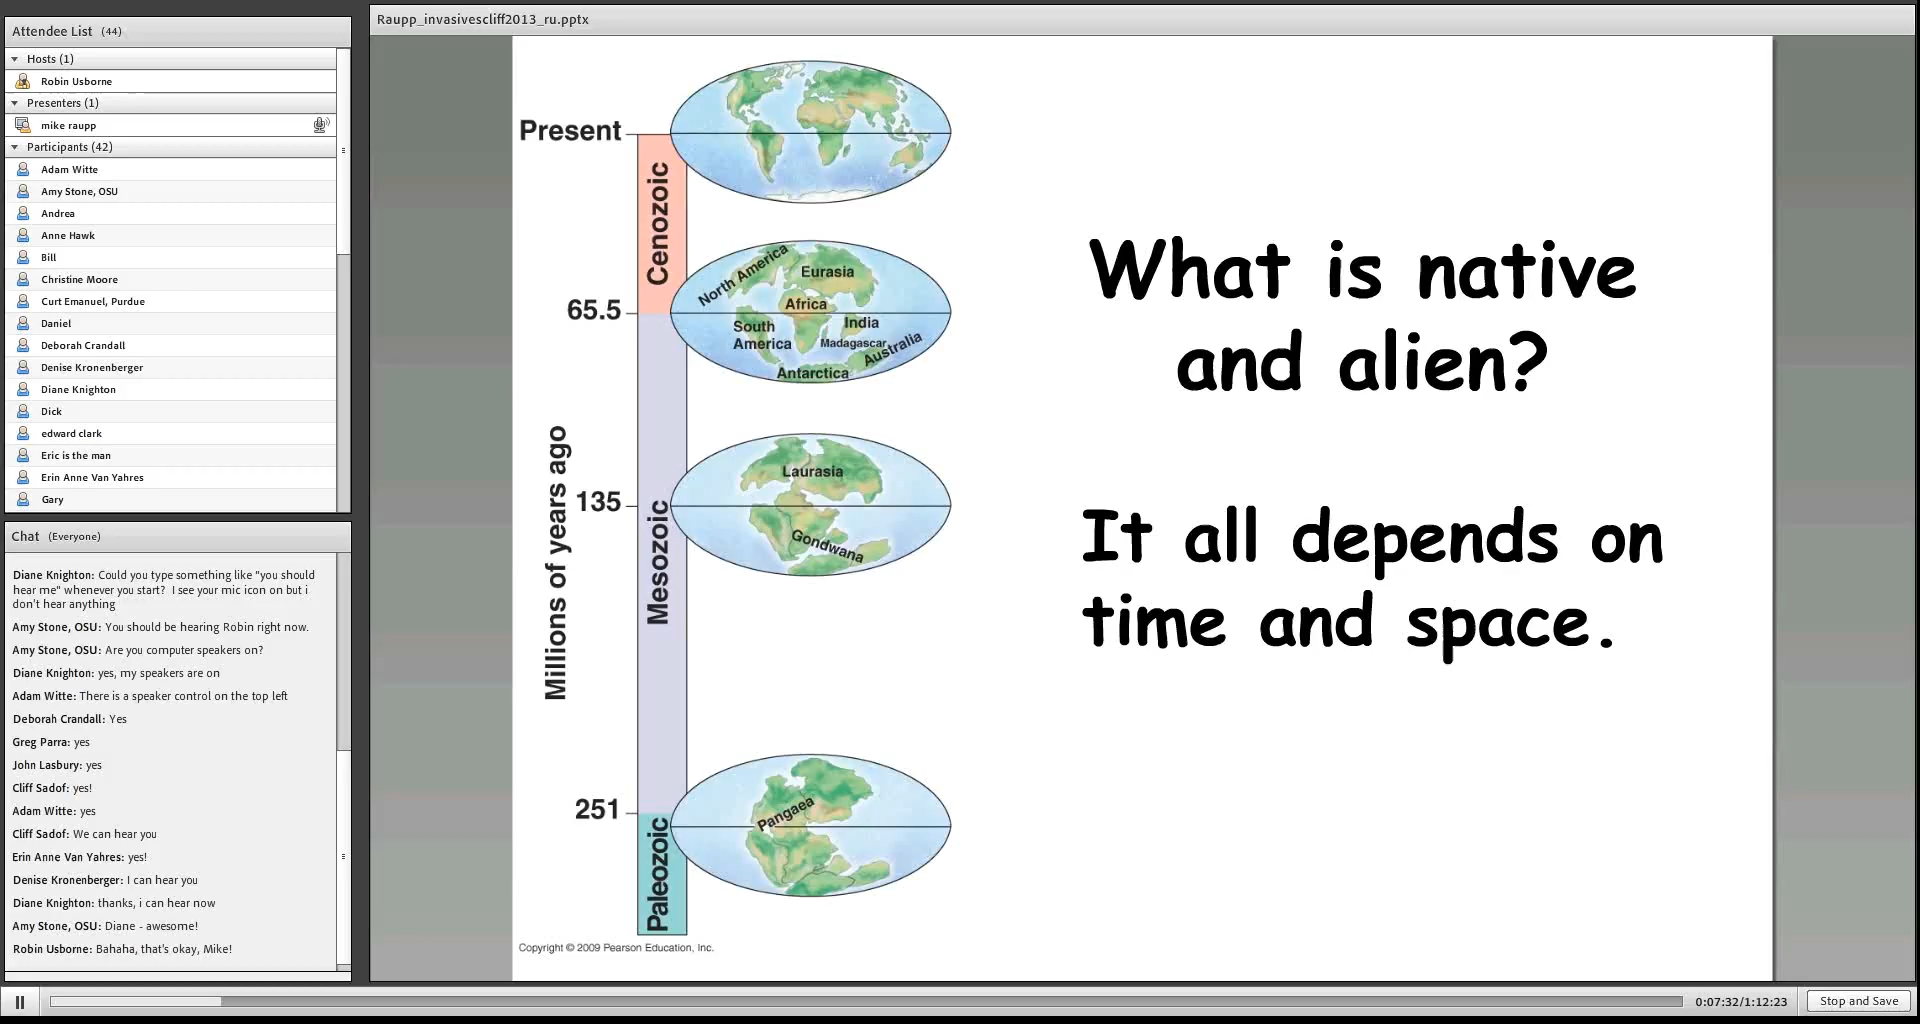 Attendee List (44)
Hosts (1)
Robin Usborne
Presenters (1)
mike raupp
Participants (42)
Adam Witte
Amy Stone, OSU
Andrea
Anne Hawk
Bill
Christine Moore
Curt Emanuel, Purdue
Daniel
Deborah Crandall
Denise Kronenberger
Diane Knighton
Dick
edward clark
Eric is the man
Erin Anne Van Yahres
Gary
Chat (Everyone)
Diane Knighton: Could you type something like "you should
hear me" whenever you start? I see your mic icon on but i
don't hear anything
Amy Stone, OSU: You should be hearing Robin right now.
Amy Stone, OSU: Are you computer speakers on?
Diane Knighton: yes, my speakers are on
Adam Witte: There is a speaker control on the top left
Deborah Crandall: Yes
Greg Parra: yes
John Lasbury: yes
Cliff Sadof: yes!
Adam Witte: yes
Cliff Sadof: We can hear you
Erin Anne Van Yahres: yes!
Denise Kronenberger: I can hear you
Diane Knighton: thanks, i can hear now
Amy Stone, OSU: Diane - awesome!
Robin Usborne: Bahaha, that's okay, Mike!
Raupp_invasivescliff2013_ru.pptx
Present
Cenozoic
65.5
North America
Eurasia
Africa
South
America
India
Madagascar
Australia
Antarctica
Millions of years ago
135
Mesozoic
Laurasia
Gondwana
251
Paleozoic
Pangaea
Copyright © 2009 Pearson Education, Inc.
What is native
and alien?
It all depends on
time and space.
0:07:32/1:12:23
Stop and Save